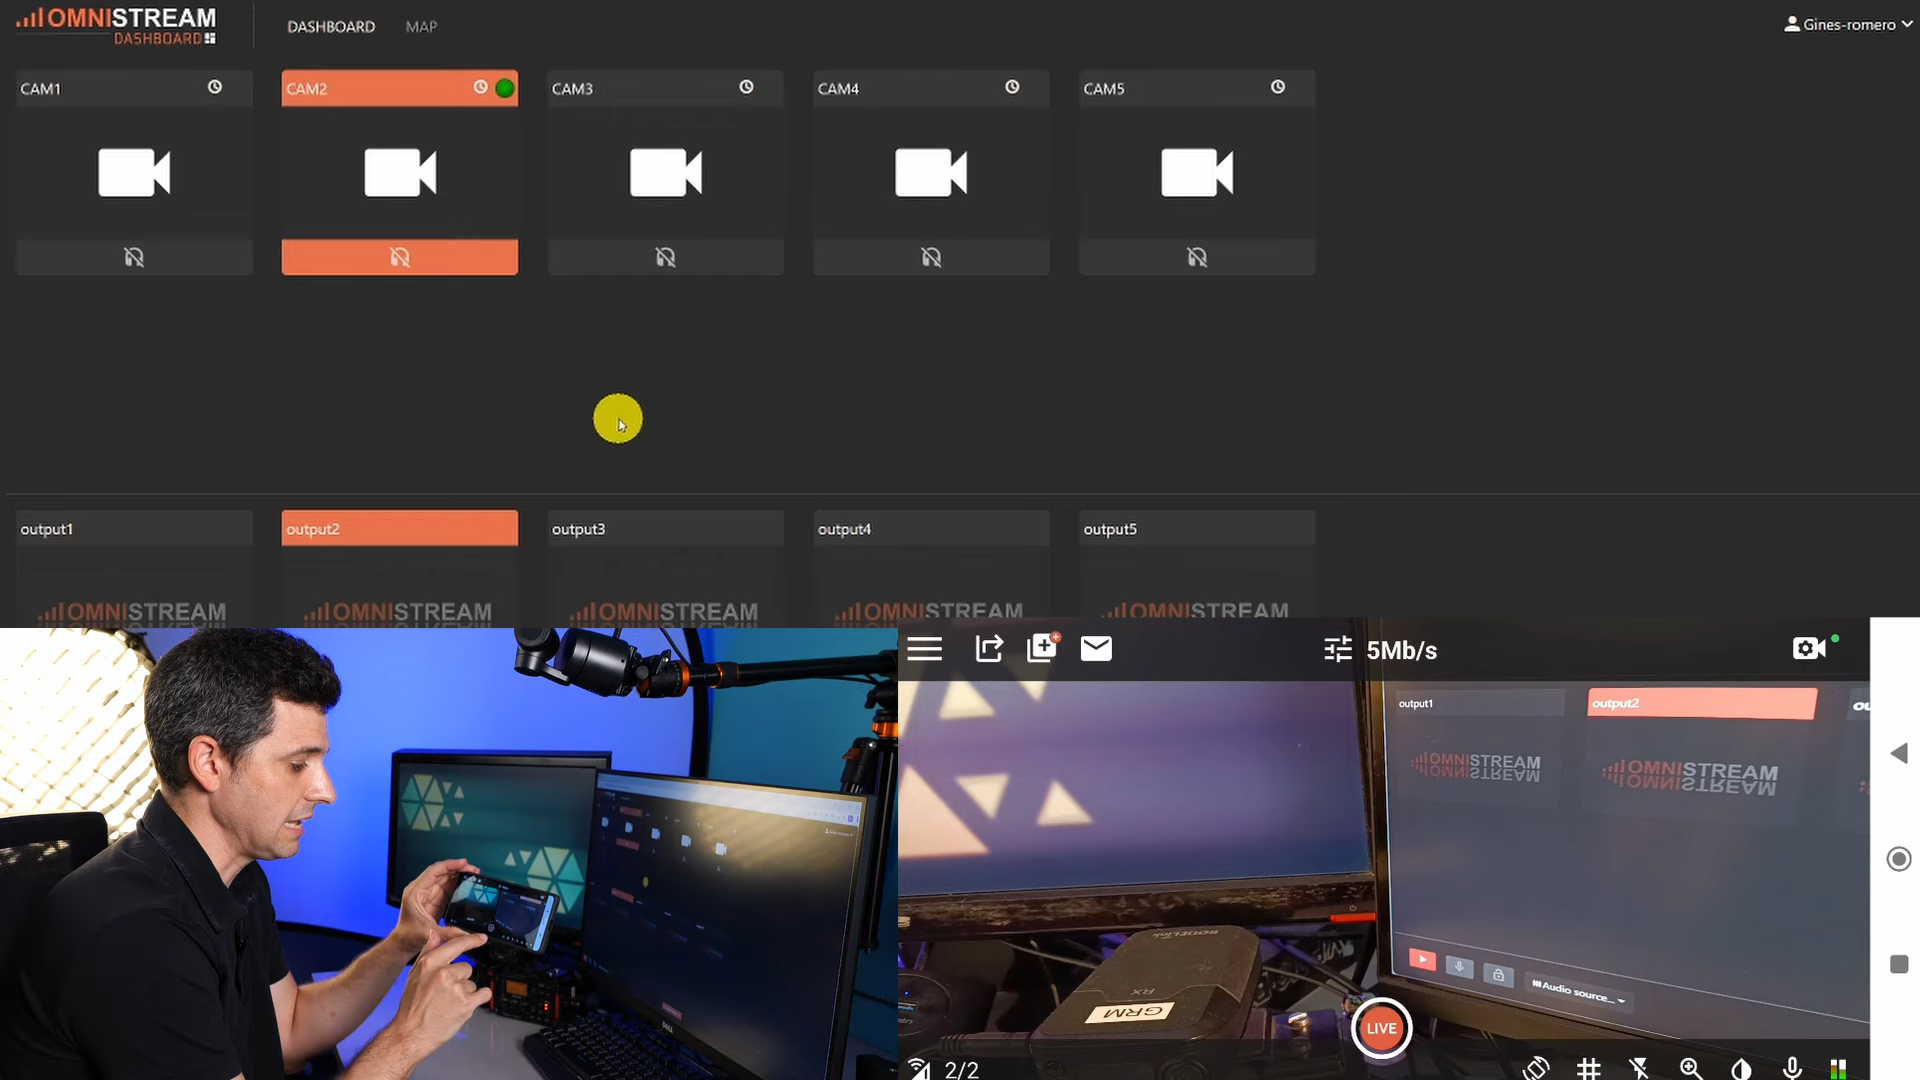 OMNISTREAM
DASHBOARD
DASHBOARD
MAP
Gines-romero
CAM1
CAM2
CAM3
CAM4
CAM5
output1
output2
output3
output4
output5
OMNISTREAM
OMNISTREAM
OMNISTREAM
OMNISTREAM
OMNISTREAM
5Mb/s
output1
output2
OMNISTREAM
OMNISTREAM
Audio source...
RX
GRM
LIVE
2/2